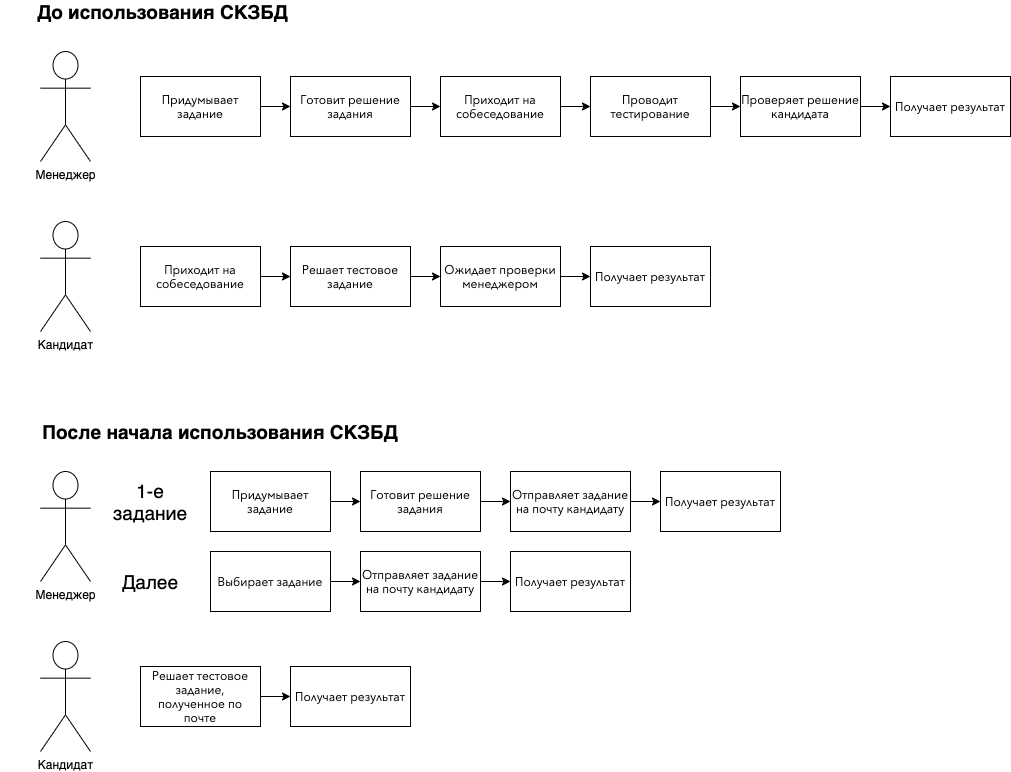 До использования СКЗБД
Придумывает
задание
Готовит решение
задания
Приходит на
собеседование
Проводит
тестирование
Проверяет решение
кандидата
Получает результат
Менеджер
Приходит на
собеседование
Решает тестовое
задание
Ожидает проверки
менеджером
Получает результат
Кандидат
После начала использования СКЗБД
1-е
задание
Придумывает
задание
Готовит решение
задания
Отправляет задание
на почту кандидату
Получает результат
Далее
Выбирает задание
Отправляет задание
на почту кандидату
Получает результат
Менеджер
Решает тестовое
задание,
полученное по
почте
Получает результат
Кандидат